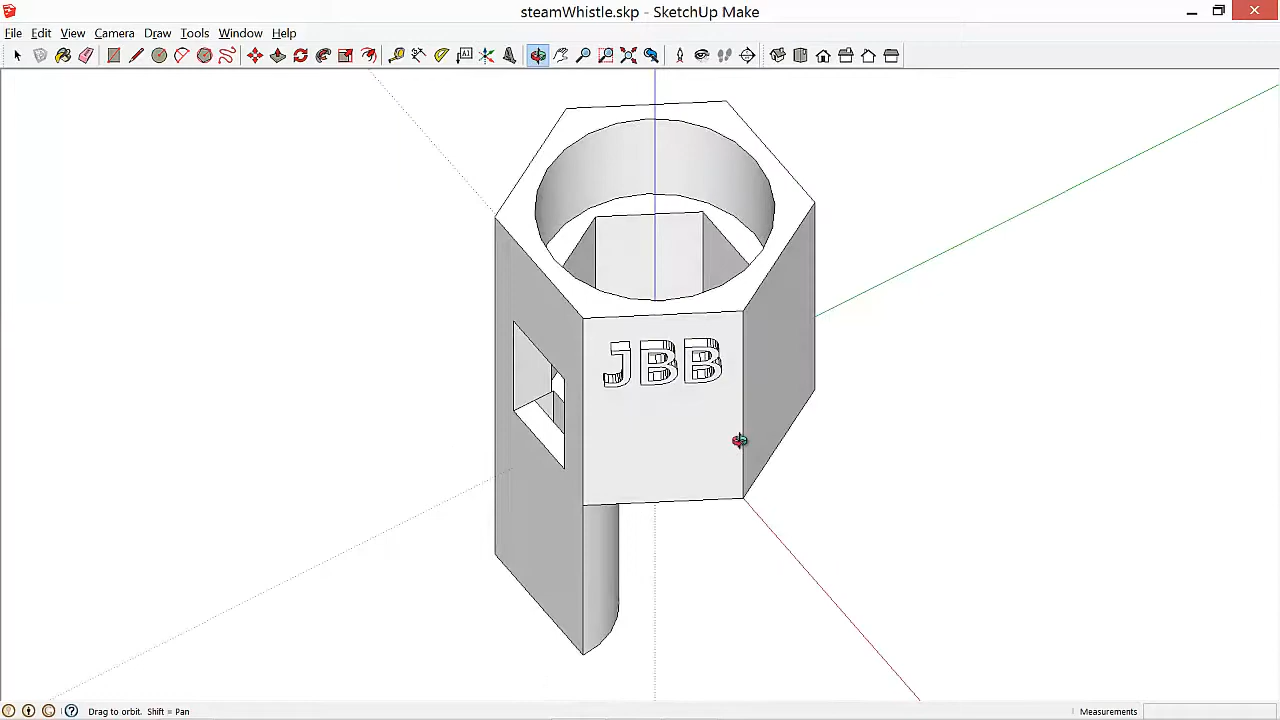 steamWhistle.skp - SketchUp Make
File Edit View Camera Draw Tools Window Help
JBB
Drag to orbit. Shift = Pan
Measurements